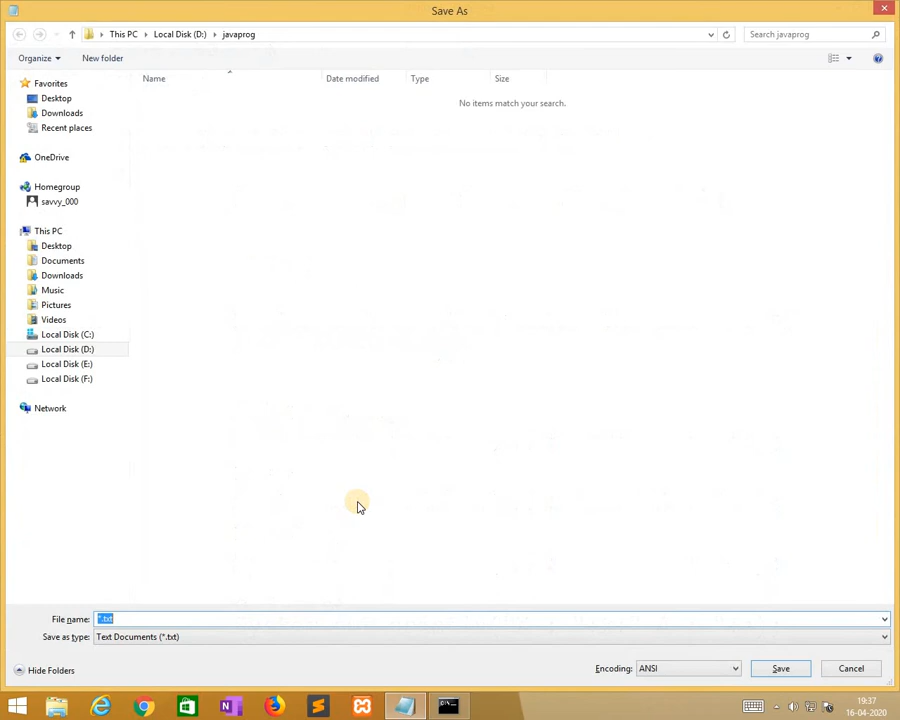 Save As
This PC Local Disk (D:) javaprog Search javaprog
Organize New folder
Name Date modified Type Size
No items match your search.
Favorites
Desktop
Downloads
Recent places
OneDrive
Homegroup
savvy_000
This PC
Desktop
Documents
Downloads
Music
Pictures
Videos
Local Disk (C:)
Local Disk (D:)
Local Disk (E:)
Local Disk (F:)
Network
File name: *.txt
Save as type: Text Documents (*.txt)
Hide Folders Encoding: ANSI Save Cancel
19:37
16-04-2020